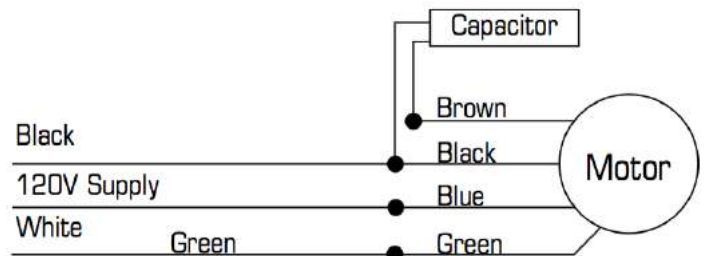 Capacitor
Brown
Black
Black
Motor
120V Supply
Blue
White
Green
Green